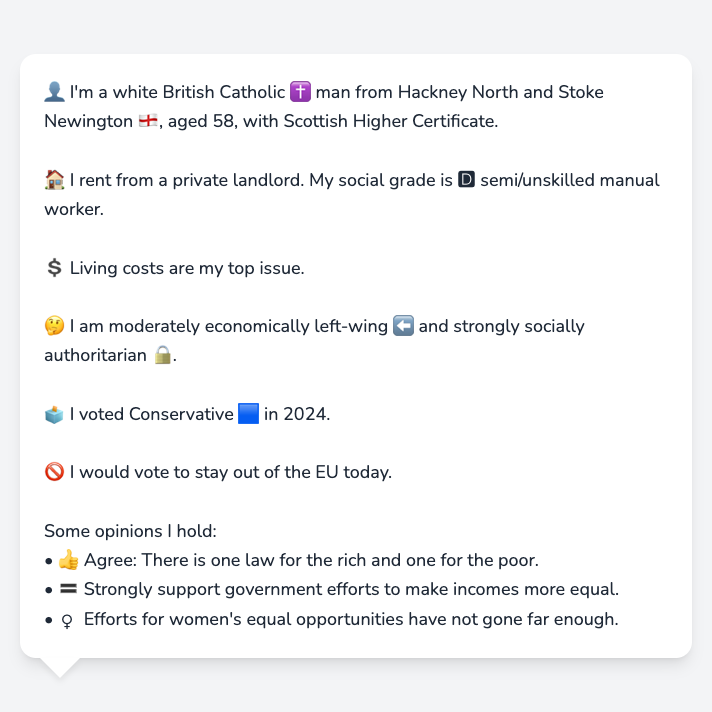 👤 I'm a white British Catholic ✝️ man from Hackney North and Stoke
Newington 🏴󠁧󠁢󠁥󠁮󠁧󠁿, aged 58, with Scottish Higher Certificate.
🏠 I rent from a private landlord. My social grade is 🅳 semi/unskilled manual
worker.
💲 Living costs are my top issue.
🤔 I am moderately economically left-wing ⬅️ and strongly socially
authoritarian 🔒.
🗳️ I voted Conservative 🟦 in 2024.
🚫 I would vote to stay out of the EU today.
Some opinions I hold:
• 👍 Agree: There is one law for the rich and one for the poor.
• 🟰 Strongly support government efforts to make incomes more equal.
• ♀ Efforts for women's equal opportunities have not gone far enough.